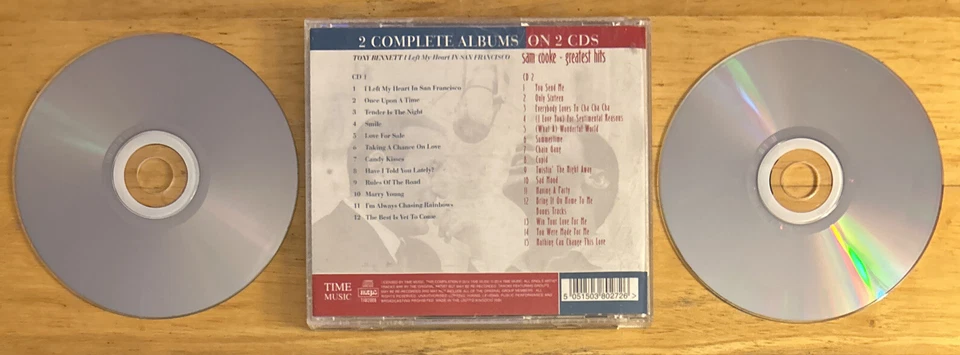 2 COMPLETE ALBUMS ON 2 CDS
TONY BENNETT I Left My Heart IN SAN FRANCISCO
sam cooke - greatest hits
CD 1
1 I Left My Heart In San Francisco
2 Once Upon A Time
3 Tender Is The Night
4 Smile
5 Love For Sale
6 Taking A Chance On Love
7 Candy Kisses
8 Have I Told You Lately?
9 Rules Of The Road
10 Marry Young
11 I'm Always Chasing Rainbows
12 The Best Is Yet To Come
CD 2
1 You Send Me
2 Only Sixteen
3 Everybody Loves To Cha Cha Cha
4 (I Love You) For Sentimental Reasons
5 (What A) Wonderful World
6 Summertime
7 Chain Gang
8 Cupid
9 Twistin' The Night Away
10 Sad Mood
11 Having A Party
12 Bring It On Home To Me
Bonus Tracks
13 Win Your Love For Me
14 You Were Made For Me
15 Nothing Can Change This Love
TIME
MUSIC
5 051503 802726 >